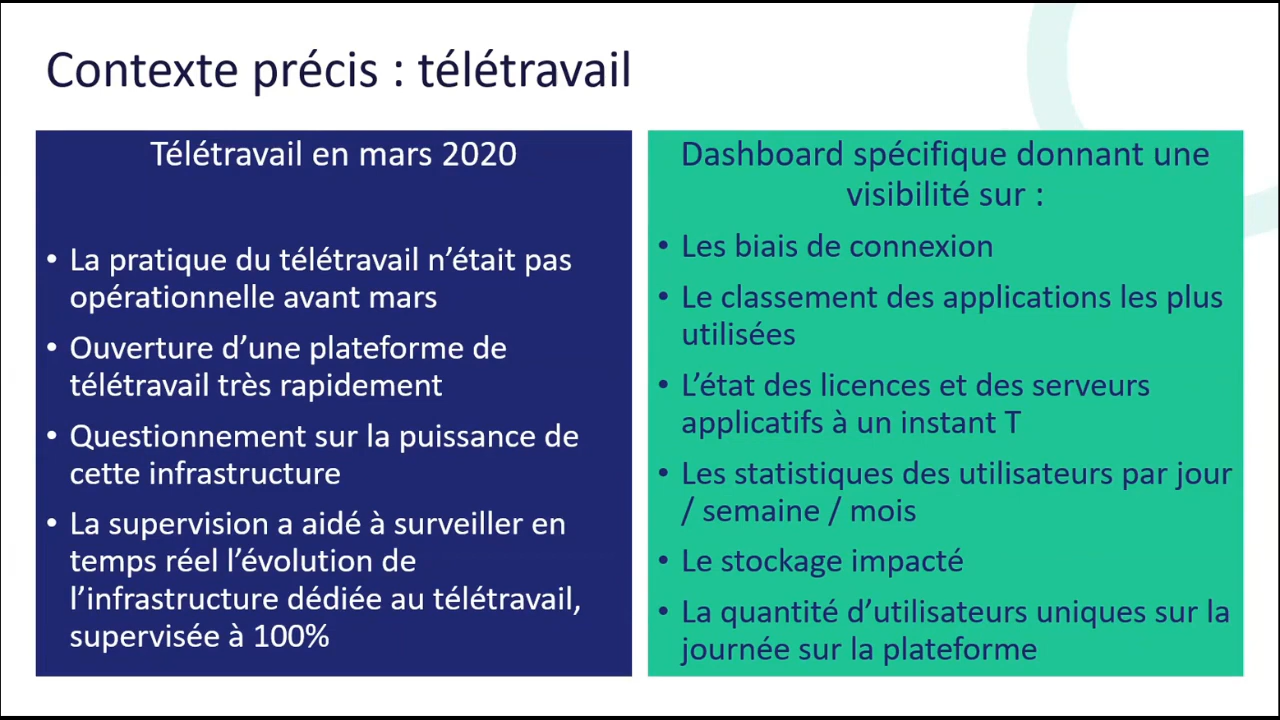 Contexte précis : télétravail
Télétravail en mars 2020
• La pratique du télétravail n’était pas
opérationnelle avant mars
• Ouverture d’une plateforme de
télétravail très rapidement
• Questionnement sur la puissance de
cette infrastructure
• La supervision a aidé à surveiller en
temps réel l’évolution de
l’infrastructure dédiée au télétravail,
supervisée à 100%
Dashboard spécifique donnant une
visibilité sur :
• Les biais de connexion
• Le classement des applications les plus
utilisées
• L’état des licences et des serveurs
applicatifs à un instant T
• Les statistiques des utilisateurs par jour
/ semaine / mois
• Le stockage impacté
• La quantité d’utilisateurs uniques sur la
journée sur la plateforme